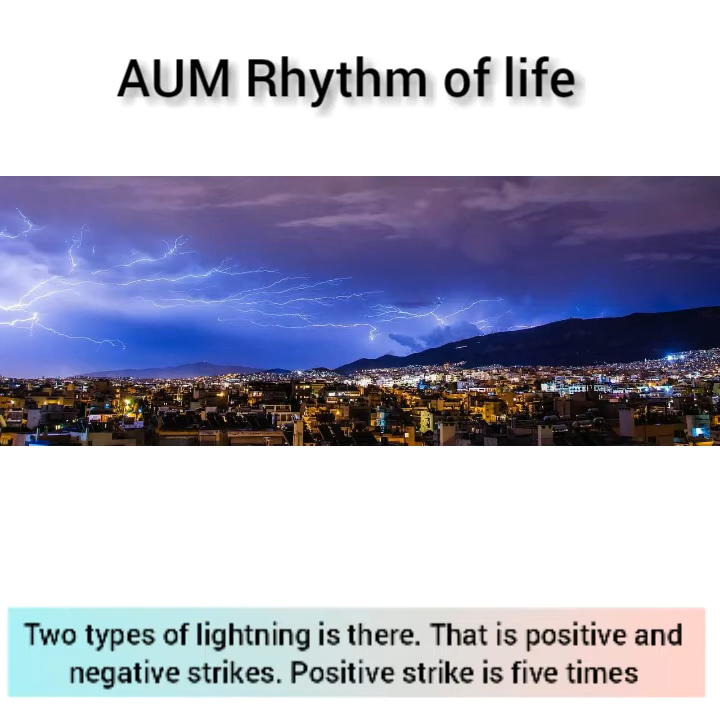 AUM Rhythm of life
Two types of lightning is there. That is positive and
negative strikes. Positive strike is five times